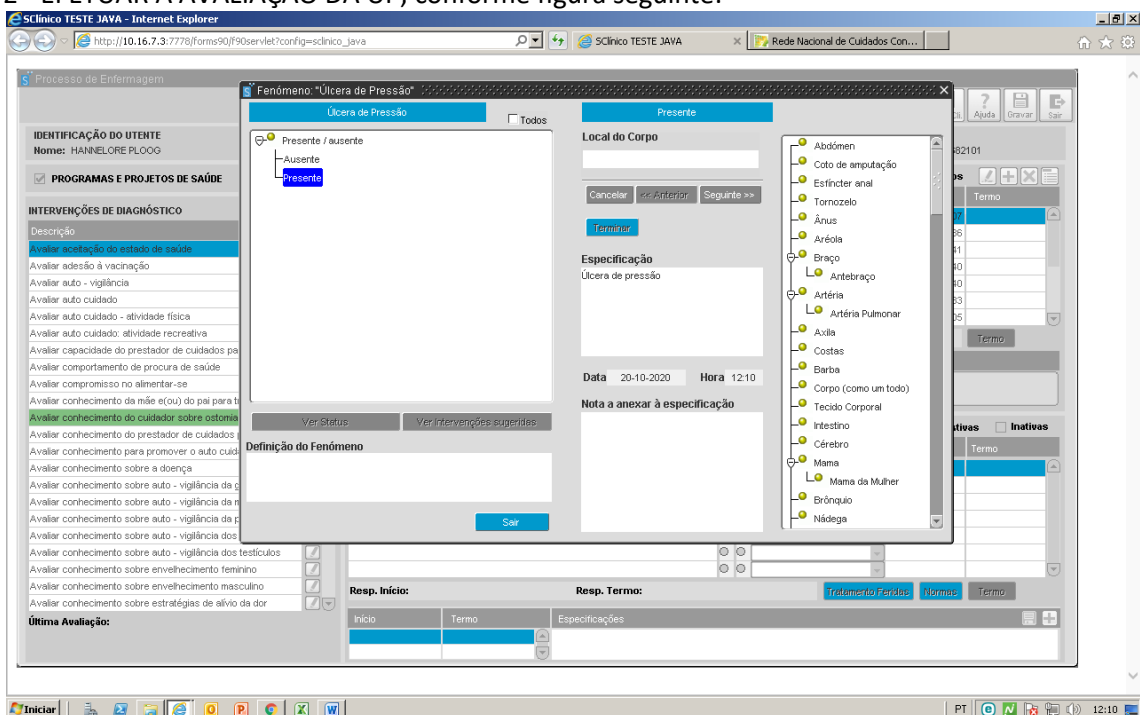 2 - EFETUAR A AVALIAÇÃO DA UP, conforme figura seguinte:
SClínico TESTE JAVA - Internet Explorer
http://10.16.7.3:7778/forms90/f90servlet?config=sclinico_java
SClínico TESTE JAVA
Rede Nacional de Cuidados Con...
Processo de Enfermagem
Ajuda Gravar Sair
IDENTIFICAÇÃO DO UTENTE
Nome: HANNELORE PLOOG
PROGRAMAS E PROJETOS DE SAÚDE
INTERVENÇÕES DE DIAGNÓSTICO
Descrição
Avaliar aceitação do estado de saúde
Avaliar adesão à vacinação
Avaliar auto - vigilância
Avaliar auto cuidado
Avaliar auto cuidado - atividade física
Avaliar auto cuidado: atividade recreativa
Avaliar capacidade do prestador de cuidados pa
Avaliar comportamento de procura de saúde
Avaliar compromisso no alimentar-se
Avaliar conhecimento da mãe e(ou) do pai para t
Avaliar conhecimento do cuidador sobre ostomia
Avaliar conhecimento do prestador de cuidados
Avaliar conhecimento para promover o auto cuid
Avaliar conhecimento sobre a doença
Avaliar conhecimento sobre auto - vigilância da g
Avaliar conhecimento sobre auto - vigilância da m
Avaliar conhecimento sobre auto - vigilância da p
Avaliar conhecimento sobre auto - vigilância dos
Avaliar conhecimento sobre auto - vigilância dos testículos
Avaliar conhecimento sobre envelhecimento feminino
Avaliar conhecimento sobre envelhecimento masculino
Avaliar conhecimento sobre estratégias de alívio da dor
Última Avaliação:
Fenómeno: "Úlcera de Pressão"
Úlcera de Pressão
Todos
Presente / ausente
Ausente
Presente
Ver Status
Ver intervenções sugeridas
Definição do Fenómeno
Sair
Presente
Local do Corpo
Cancelar
<< Anterior
Seguinte >>
Terminar
Especificação
Úlcera de pressão
Data 20-10-2020 Hora 12:10
Nota a anexar à especificação
Abdómen
Coto de amputação
Esfíncter anal
Tornozelo
Ânus
Aréola
Braço
Antebraço
Artéria
Artéria Pulmonar
Axila
Costas
Barba
Corpo (como um todo)
Tecido Corporal
Intestino
Cérebro
Mama
Mama da Mulher
Brônquio
Nádega
Termo
Termo
Inativas
Termo
Resp. Início:
Resp. Termo:
Tratamento Feridas
Normas
Termo
Início
Termo
Especificações
Iniciar
PT
12:10